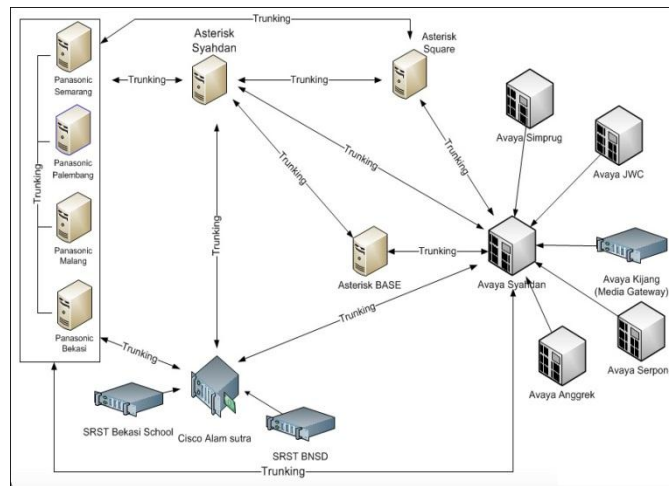 Trunking
Asterisk
Syahdan
Asterisk
Square
Panasonic
Semarang
Trunking
Trunking
Avaya Simprug
Trunking
Panasonic
Palembang
Trunking
Trunking
Avaya JWC
Trunking
Trunking
Panasonic
Malang
Asterisk BASE
Trunking
Avaya Syahdan
Avaya Kijang
(Media Gateway)
Panasonic
Bekasi
Trunking
Trunking
Avaya Anggrek
Avaya Serpon
SRST Bekasi School
Cisco Alam sutra
SRST BNSD
Trunking